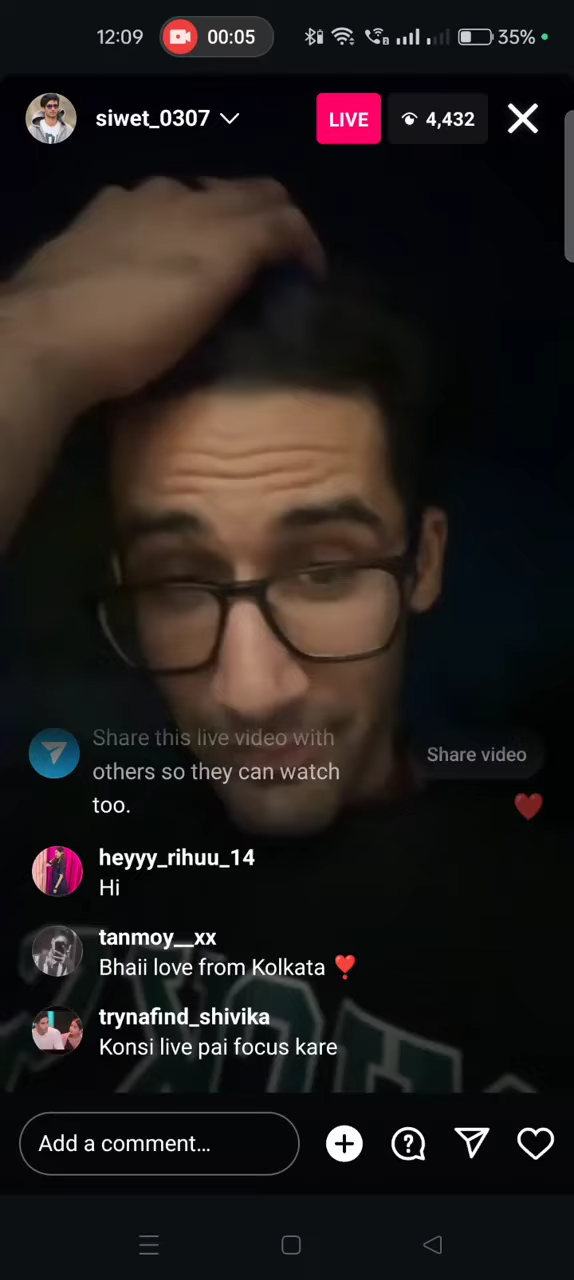 12:09 00:05 35%
siwet_0307 LIVE 4,432
Share this live video with
others so they can watch
too.
Share video
heyyy_rihuu_14
Hi
tanmoy__xx
Bhaii love from Kolkata ❣️
trynafind_shivika
Konsi live pai focus kare
Add a comment...